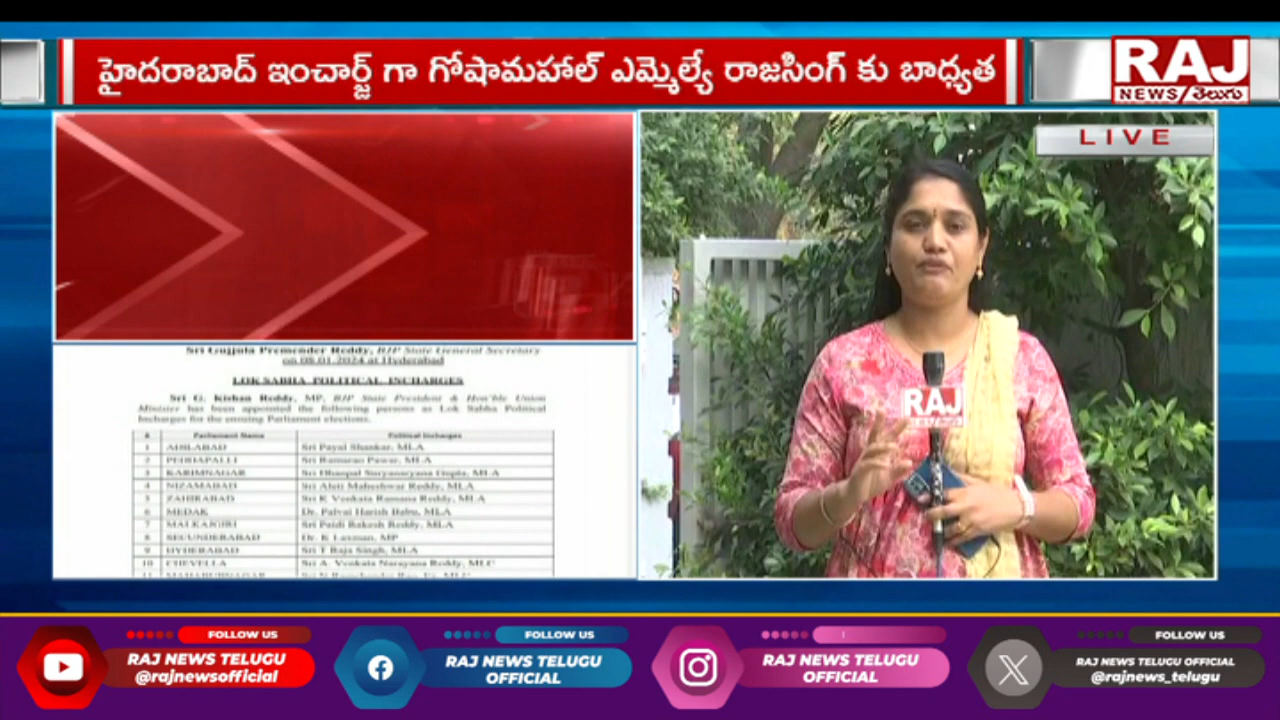 హైదరాబాద్ ఇంచార్జ్ గా గోషామహాల్ ఎమ్మెల్యే రాజసింగ్ కు బాధ్యత
RAJ
NEWS తెలుగు
LIVE
Sri Gujjula Premender Reddy, BJP State General Secretary
on 08.01.2024 at Hyderabad
LOK SABHA POLITICAL INCHARGES
Sri G. Kishan Reddy, MP, BJP State President & Hon'ble Union
Minister has been appointed the following persons as Lok Sabha Political
Incharges for the ensuing Parliament elections.
# Parliament Name Political Incharges
1 ADILABAD Sri Payal Shankar, MLA
2 PEDDAPALLI Sri Ramarao Pawar, MLA
3 KARIMNAGAR Sri Dhanpal Suryanaryana Gupta, MLA
4 NIZAMABAD Sri Aleti Maheshwar Reddy, MLA
5 ZAHIRABAD Sri K Venkata Ramana Reddy, MLA
6 MEDAK Dr. Palvai Harish Babu, MLA
7 MALKAJGIRI Sri Paidi Rakesh Reddy, MLA
8 SECUNDERABAD Dr. K Laxman, MP
9 HYDERABAD Sri T Raja Singh, MLA
10 CHEVELLA Sri A. Venkata Narayana Reddy, MLC
RAJ
FOLLOW US
RAJ NEWS TELUGU
@rajnewsofficial
FOLLOW US
RAJ NEWS TELUGU
OFFICIAL
RAJ NEWS TELUGU
OFFICIAL
FOLLOW US
RAJ NEWS TELUGU OFFICIAL
@rajnews_telugu